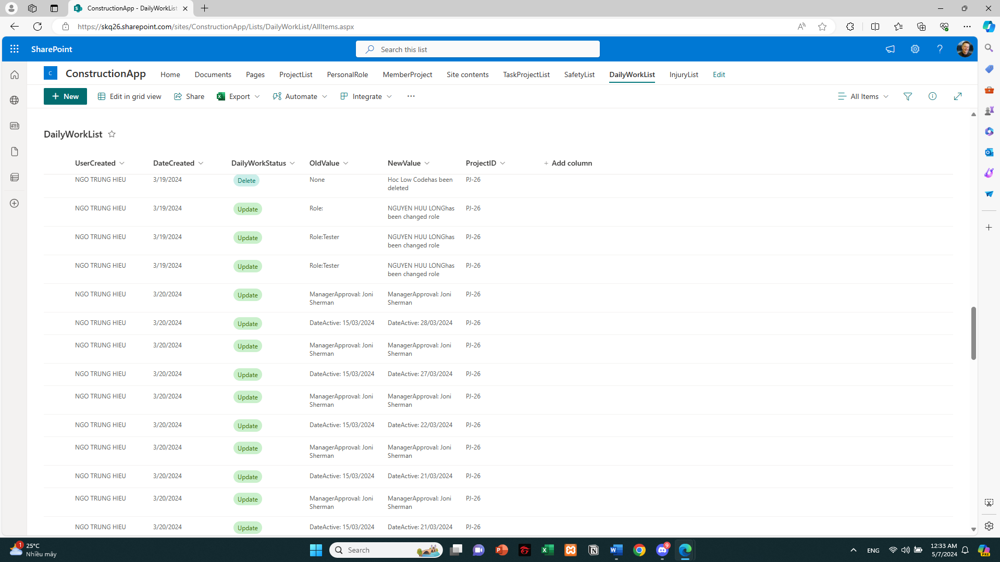 ConstructionApp - DailyWorkList
https://skq26.sharepoint.com/sites/ConstructionApp/Lists/DailyWorkList/AllItems.aspx
SharePoint
Search this list
C
ConstructionApp
Home
Documents
Pages
ProjectList
PersonalRole
MemberProject
Site contents
TaskProjectList
SafetyList
DailyWorkList
InjuryList
Edit
New
Edit in grid view
Share
Export
Automate
Integrate
All Items
DailyWorkList
UserCreated DateCreated DailyWorkStatus OldValue NewValue ProjectID + Add column
NGO TRUNG HIEU 3/19/2024 Delete None Hoc Low Codehas been PJ-26
deleted
NGO TRUNG HIEU 3/19/2024 Update Role: NGUYEN HUU LONGhas PJ-26
been changed role
NGO TRUNG HIEU 3/19/2024 Update Role:Tester NGUYEN HUU LONGhas PJ-26
been changed role
NGO TRUNG HIEU 3/19/2024 Update Role:Tester NGUYEN HUU LONGhas PJ-26
been changed role
NGO TRUNG HIEU 3/20/2024 Update ManagerApproval: Joni ManagerApproval: Joni PJ-26
Sherman Sherman
NGO TRUNG HIEU 3/20/2024 Update DateActive: 15/03/2024 DateActive: 28/03/2024 PJ-26
NGO TRUNG HIEU 3/20/2024 Update ManagerApproval: Joni ManagerApproval: Joni PJ-26
Sherman Sherman
NGO TRUNG HIEU 3/20/2024 Update DateActive: 15/03/2024 DateActive: 27/03/2024 PJ-26
NGO TRUNG HIEU 3/20/2024 Update ManagerApproval: Joni ManagerApproval: Joni PJ-26
Sherman Sherman
NGO TRUNG HIEU 3/20/2024 Update DateActive: 15/03/2024 DateActive: 22/03/2024 PJ-26
NGO TRUNG HIEU 3/20/2024 Update ManagerApproval: Joni ManagerApproval: Joni PJ-26
Sherman Sherman
NGO TRUNG HIEU 3/20/2024 Update DateActive: 15/03/2024 DateActive: 21/03/2024 PJ-26
NGO TRUNG HIEU 3/20/2024 Update ManagerApproval: Joni ManagerApproval: Joni PJ-26
Sherman Sherman
NGO TRUNG HIEU 3/20/2024 Update DateActive: 15/03/2024 DateActive: 21/03/2024 PJ-26
1
25°C
Nhiều mây
Search
9
ENG
12:33 AM
5/7/2024
PRE